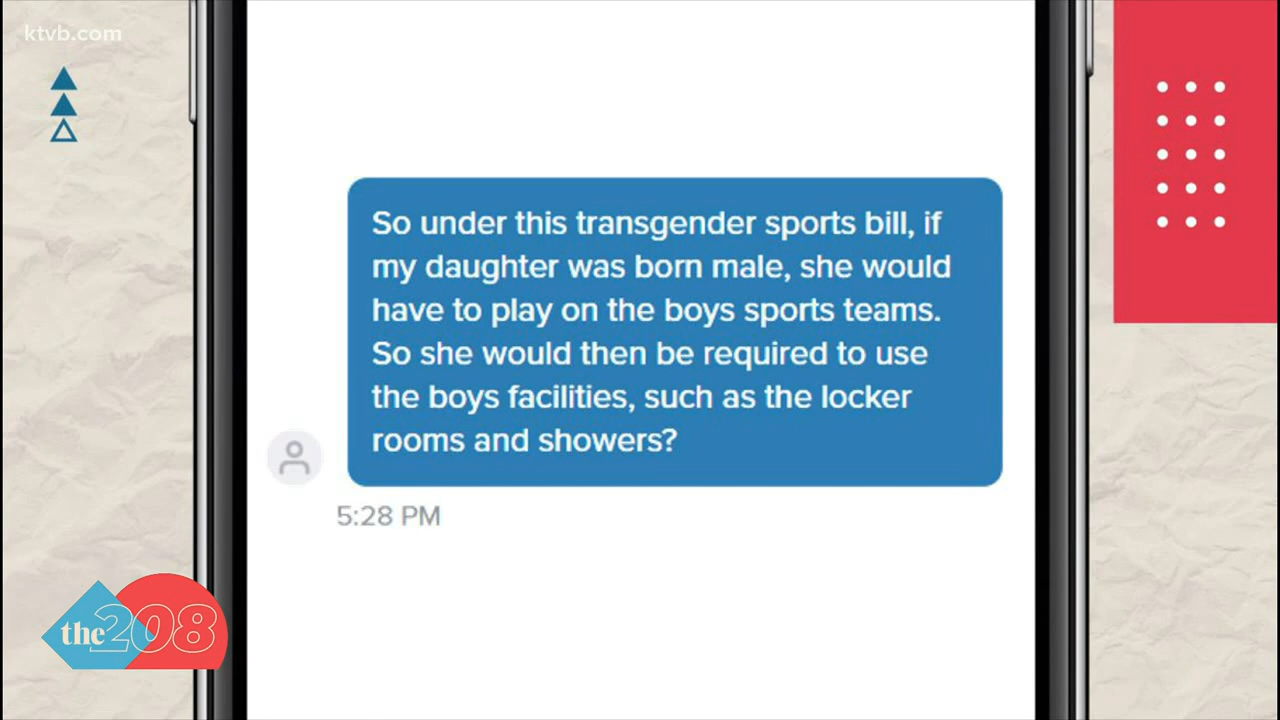 ktvb.com
So under this transgender sports bill, if
my daughter was born male, she would
have to play on the boys sports teams.
So she would then be required to use
the boys facilities, such as the locker
rooms and showers?
5:28 PM
the 208